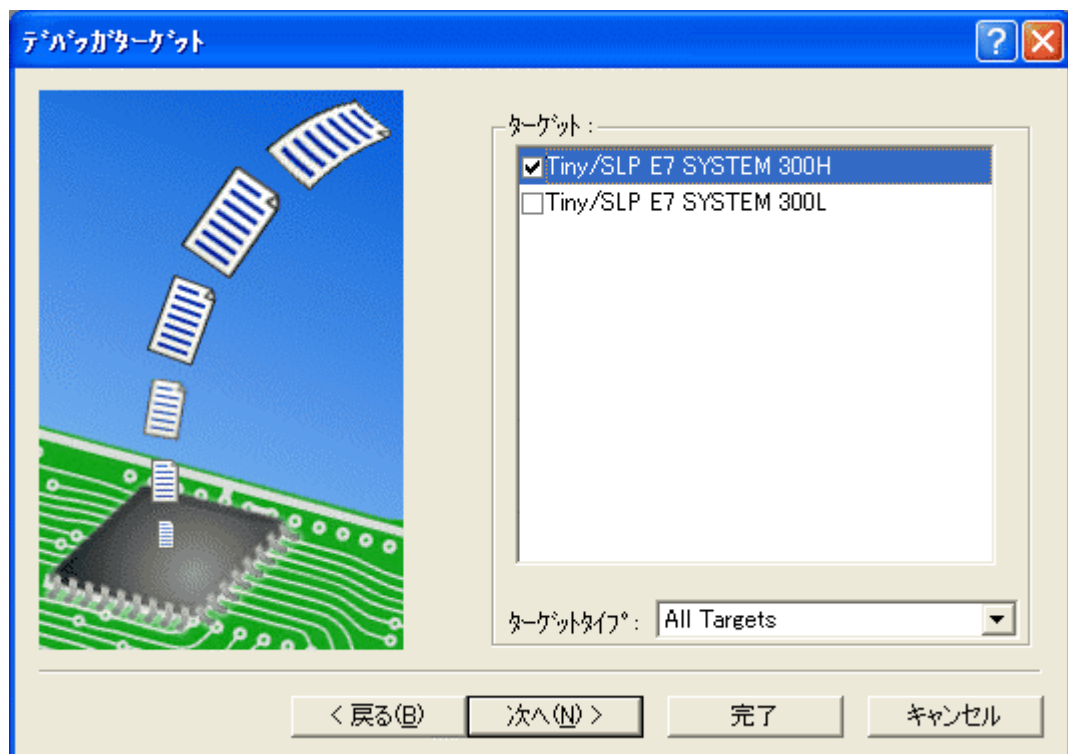 ﾃﾞﾊﾞｯｶﾞﾀｰｹﾞｯﾄ
ﾀｰｹﾞｯﾄ :
Tiny/SLP E7 SYSTEM 300H
Tiny/SLP E7 SYSTEM 300L
ﾀｰｹﾞｯﾄﾀｲﾌﾟ :
All Targets
< 戻る(B)
次へ(N) >
完了
キャンセル